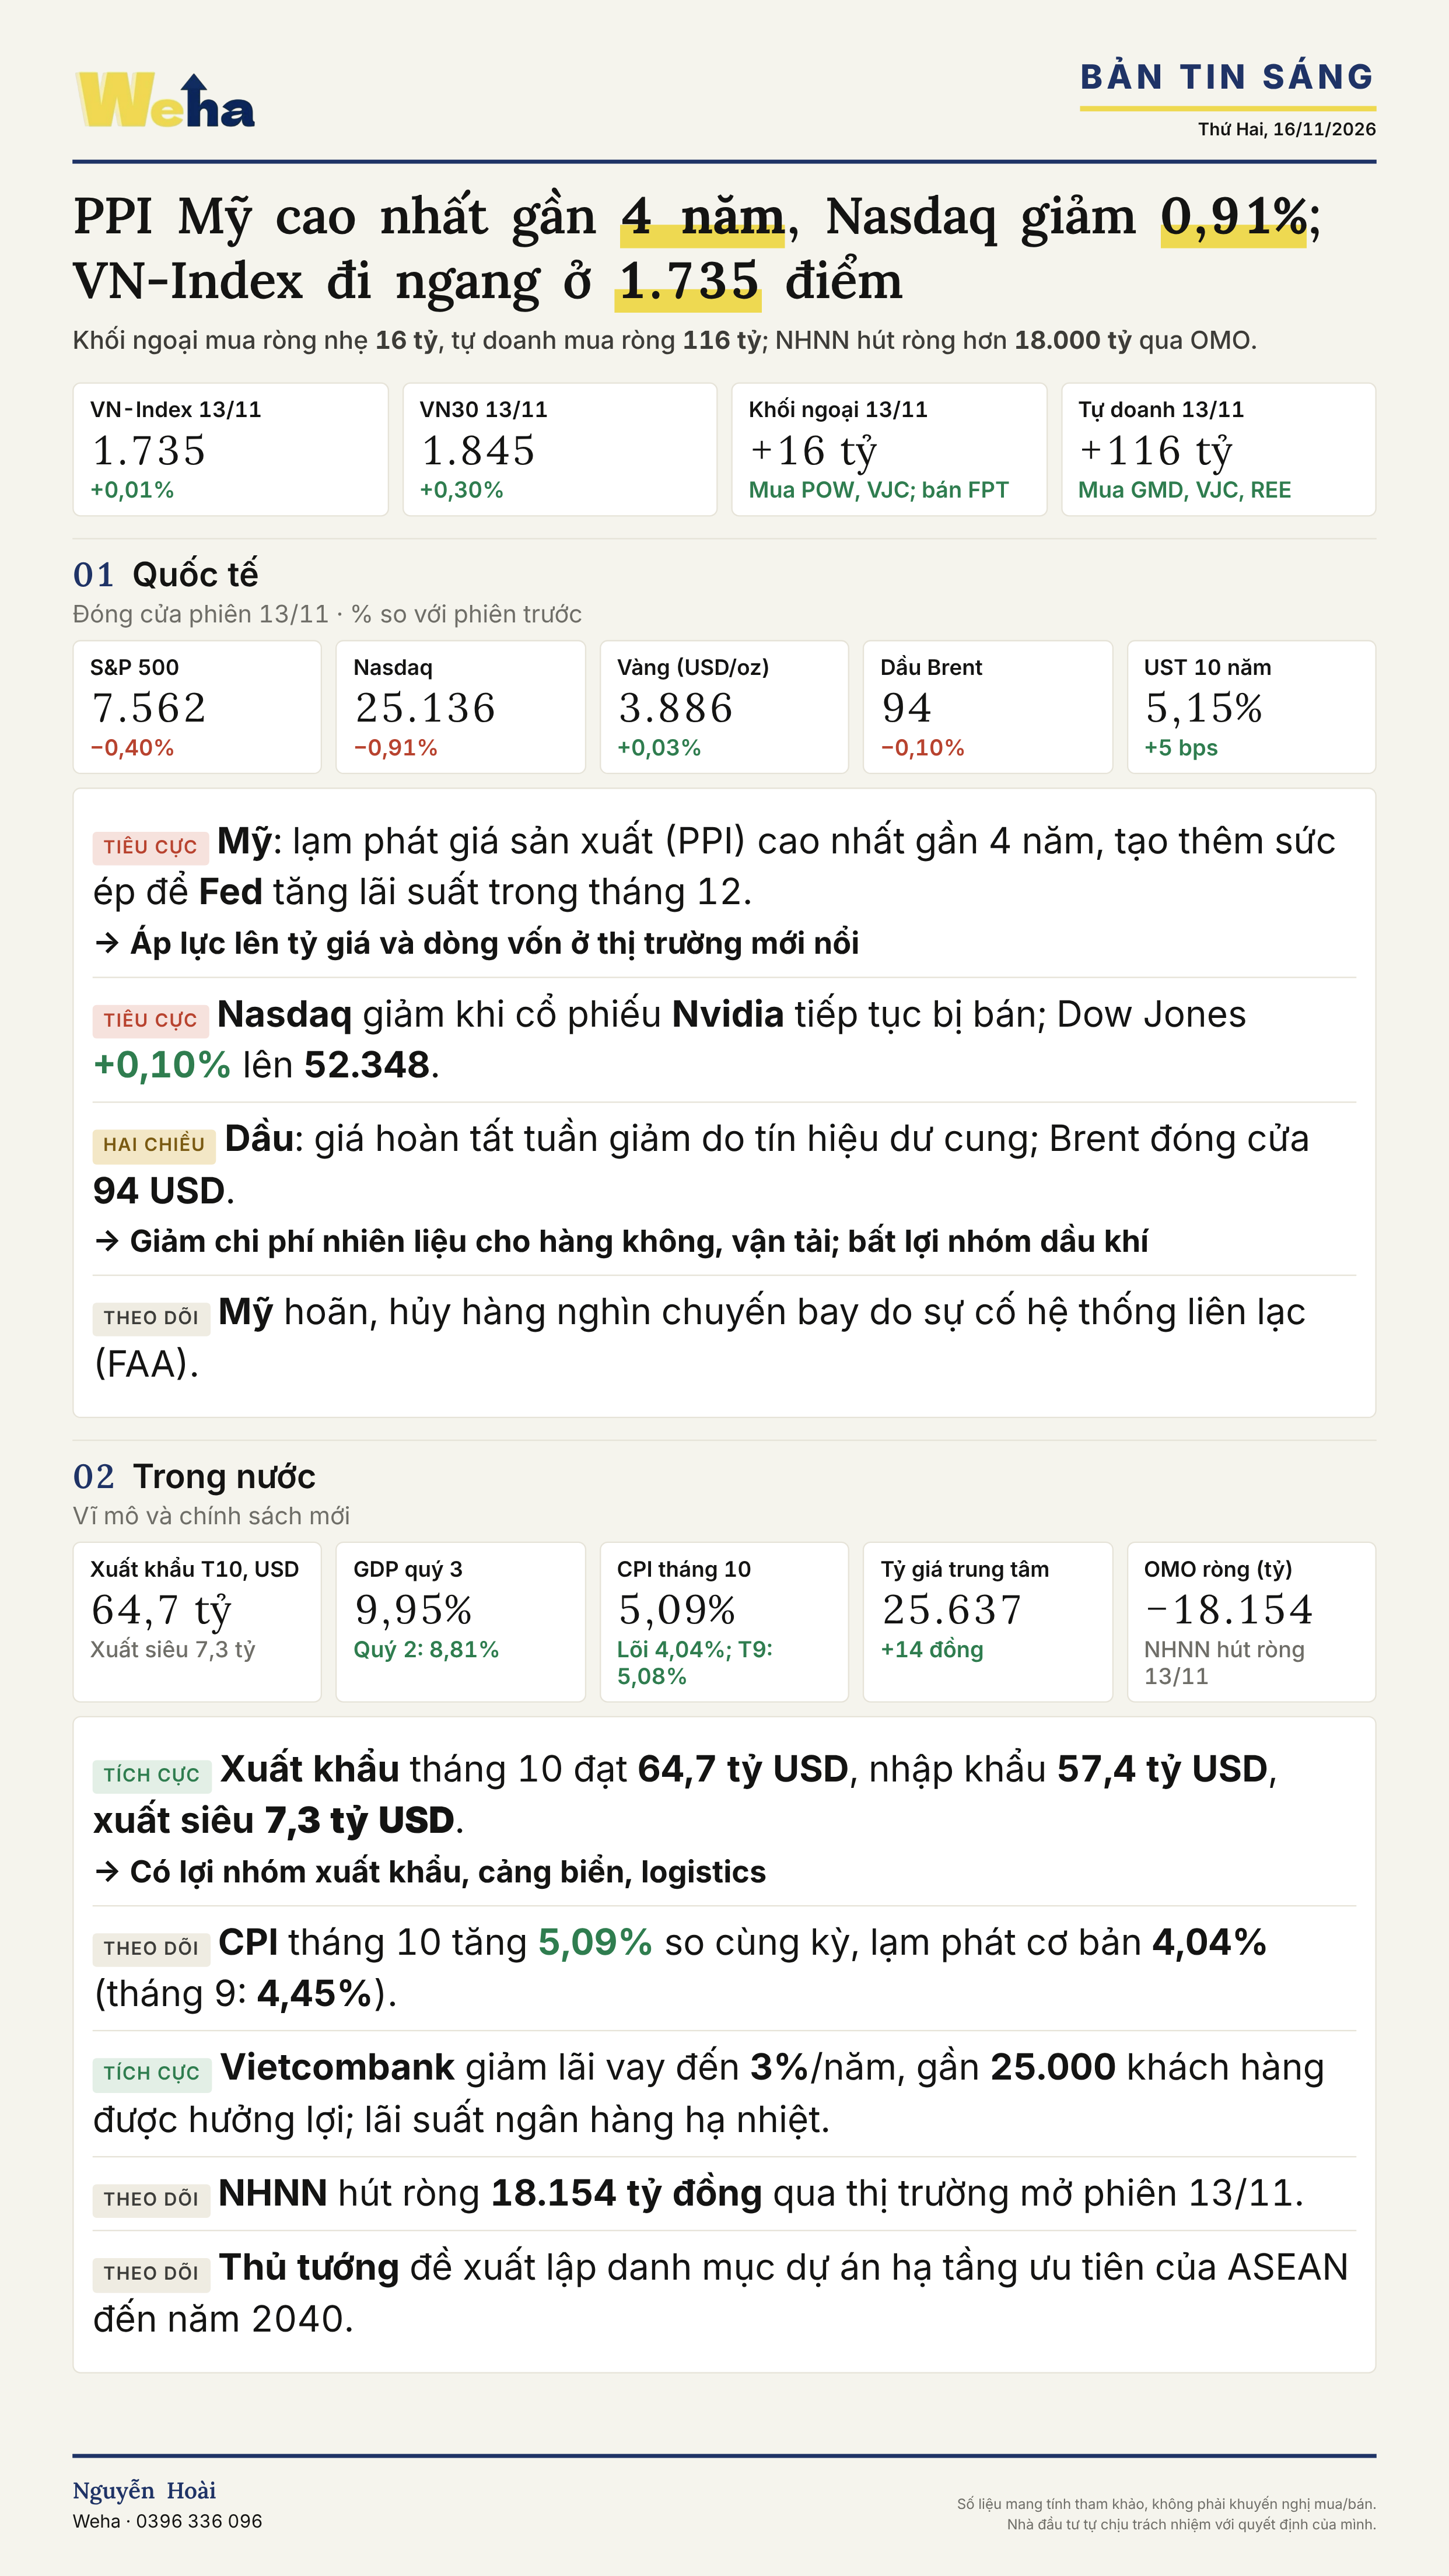 Weha
BẢN TIN SÁNG
Thứ Hai, 16/11/2026
PPI Mỹ cao nhất gần 4 năm, Nasdaq giảm 0,91%;
VN-Index đi ngang ở 1.735 điểm
Khối ngoại mua ròng nhẹ 16 tỷ, tự doanh mua ròng 116 tỷ; NHNN hút ròng hơn 18.000 tỷ qua OMO.
VN-Index 13/11
1.735
+0,01%
VN30 13/11
1.845
+0,30%
Khối ngoại 13/11
+16 tỷ
Mua POW, VJC; bán FPT
Tự doanh 13/11
+116 tỷ
Mua GMD, VJC, REE
01 Quốc tế
Đóng cửa phiên 13/11 · % so với phiên trước
S&P 500
7.562
−0,40%
Nasdaq
25.136
−0,91%
Vàng (USD/oz)
3.886
+0,03%
Dầu Brent
94
−0,10%
UST 10 năm
5,15%
+5 bps
TIÊU CỰC Mỹ: lạm phát giá sản xuất (PPI) cao nhất gần 4 năm, tạo thêm sức
ép để Fed tăng lãi suất trong tháng 12.
→ Áp lực lên tỷ giá và dòng vốn ở thị trường mới nổi
TIÊU CỰC Nasdaq giảm khi cổ phiếu Nvidia tiếp tục bị bán; Dow Jones
+0,10% lên 52.348.
HAI CHIỀU Dầu: giá hoàn tất tuần giảm do tín hiệu dư cung; Brent đóng cửa
94 USD.
→ Giảm chi phí nhiên liệu cho hàng không, vận tải; bất lợi nhóm dầu khí
THEO DÕI Mỹ hoãn, hủy hàng nghìn chuyến bay do sự cố hệ thống liên lạc
(FAA).
02 Trong nước
Vĩ mô và chính sách mới
Xuất khẩu T10, USD
64,7 tỷ
Xuất siêu 7,3 tỷ
GDP quý 3
9,95%
Quý 2: 8,81%
CPI tháng 10
5,09%
Lõi 4,04%; T9:
5,08%
Tỷ giá trung tâm
25.637
+14 đồng
OMO ròng (tỷ)
−18.154
NHNN hút ròng
13/11
TÍCH CỰC Xuất khẩu tháng 10 đạt 64,7 tỷ USD, nhập khẩu 57,4 tỷ USD,
xuất siêu 7,3 tỷ USD.
→ Có lợi nhóm xuất khẩu, cảng biển, logistics
THEO DÕI CPI tháng 10 tăng 5,09% so cùng kỳ, lạm phát cơ bản 4,04%
(tháng 9: 4,45%).
TÍCH CỰC Vietcombank giảm lãi vay đến 3%/năm, gần 25.000 khách hàng
được hưởng lợi; lãi suất ngân hàng hạ nhiệt.
THEO DÕI NHNN hút ròng 18.154 tỷ đồng qua thị trường mở phiên 13/11.
THEO DÕI Thủ tướng đề xuất lập danh mục dự án hạ tầng ưu tiên của ASEAN
đến năm 2040.
Nguyễn Hoài
Weha · 0396 336 096
Số liệu mang tính tham khảo, không phải khuyến nghị mua/bán.
Nhà đầu tư tự chịu trách nhiệm với quyết định của mình.